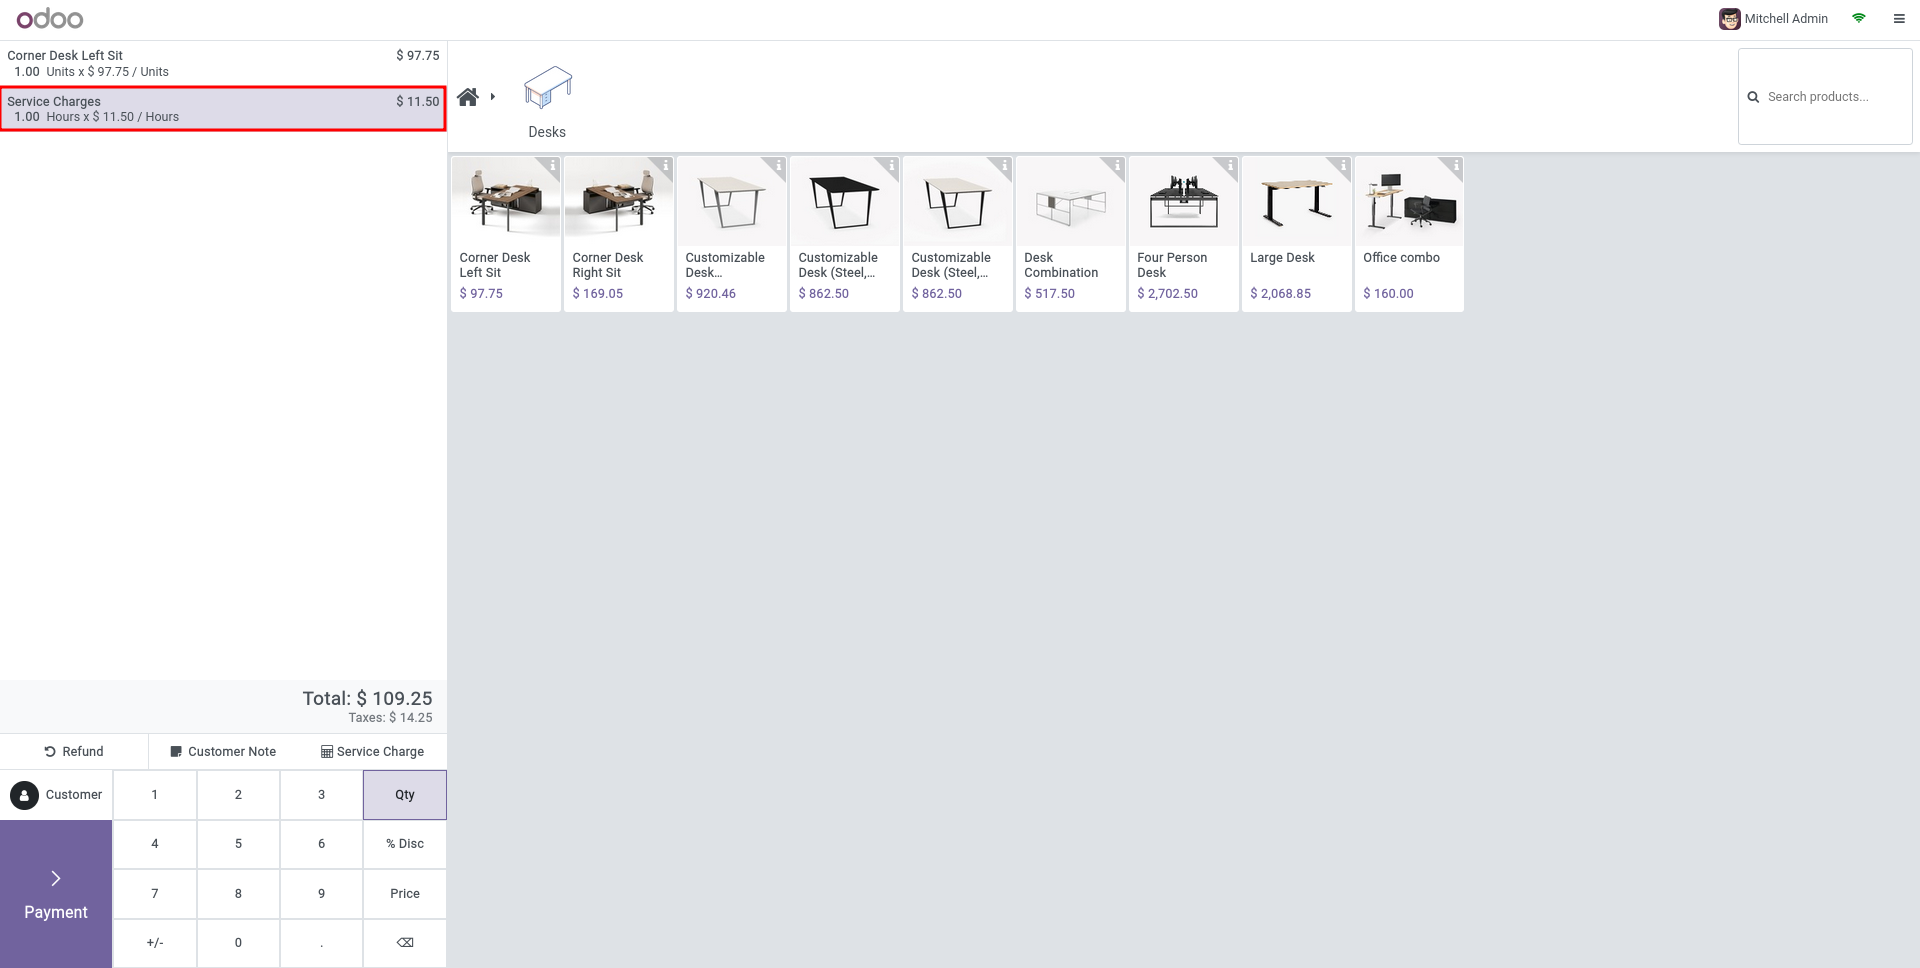 odoo
Mitchell Admin
Corner Desk Left Sit $ 97.75
1.00 Units x $ 97.75 / Units
Service Charges $ 11.50
1.00 Hours x $ 11.50 / Hours
Desks
Search products...
Corner Desk
Left Sit
$ 97.75
Corner Desk
Right Sit
$ 169.05
Customizable
Desk...
$ 920.46
Customizable
Desk (Steel,...
$ 862.50
Customizable
Desk (Steel,...
$ 862.50
Desk
Combination
$ 517.50
Four Person
Desk
$ 2,702.50
Large Desk
$ 2,068.85
Office combo
$ 160.00
Total: $ 109.25
Taxes: $ 14.25
Refund
Customer Note
Service Charge
Customer
1 2 3 Qty
4 5 6 % Disc
7 8 9 Price
+/- 0 . ⌫
Payment